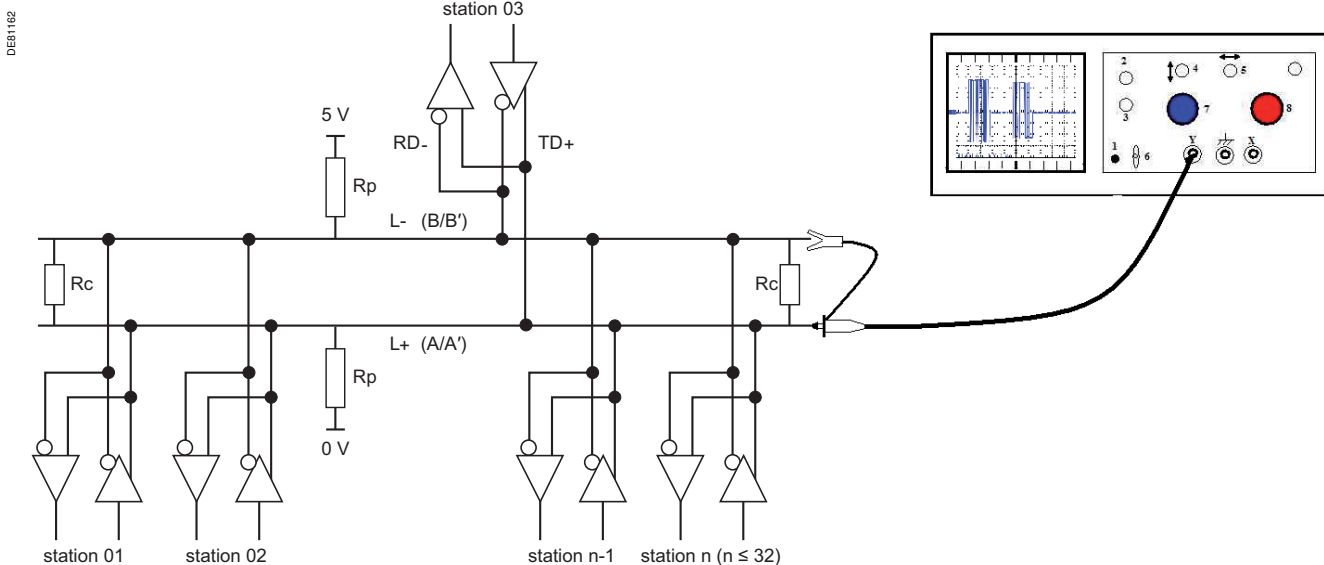 DE81162
station 03
5 V
RD-
TD+
Rp
L- (B/B′)
Rc
Rc
L+ (A/A′)
Rp
0 V
station 01
station 02
station n-1
station n (n ≤ 32)
2
4
5
3
7
8
1
6
Y
X